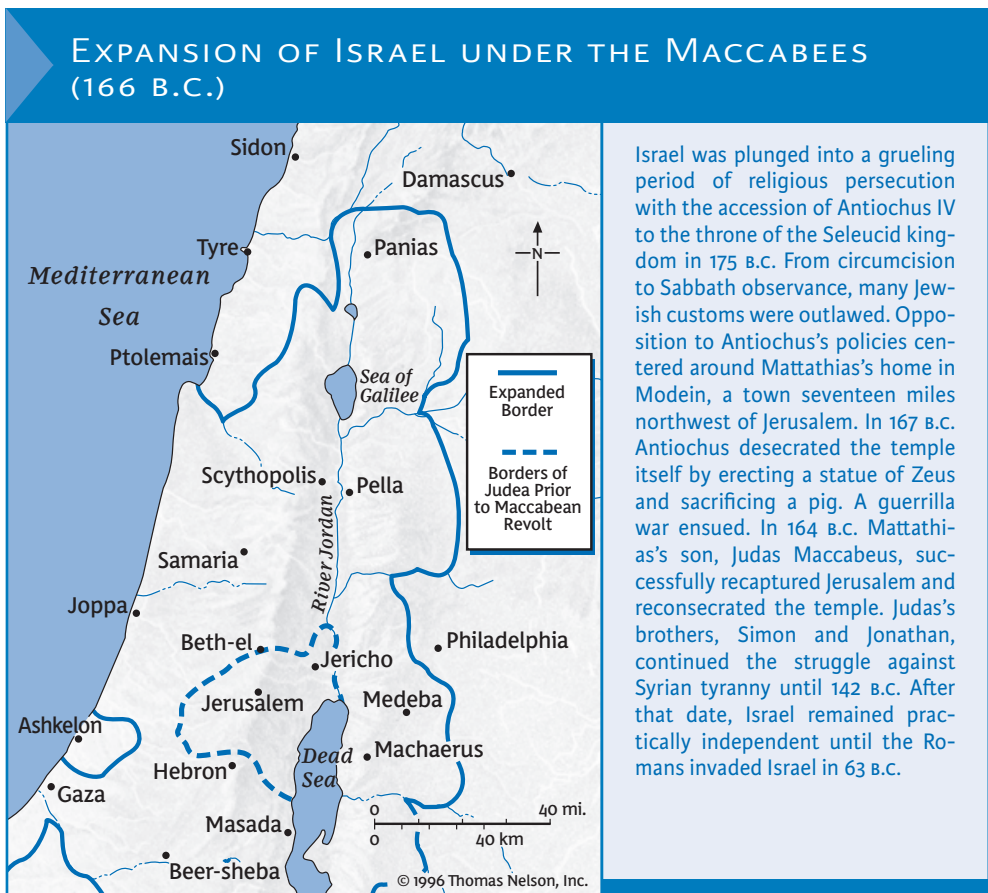 EXPANSION OF ISRAEL UNDER THE MACCABEES
(166 B.C.)
Sidon
Damascus
Tyre
Panias
N
Mediterranean
Sea
Ptolemais
Sea of
Galilee
Expanded
Border
Borders of
Judea Prior
to Maccabean
Revolt
Scythopolis
Pella
River Jordan
Samaria
Joppa
Beth-el
Philadelphia
Jericho
Jerusalem
Medeba
Ashkelon
Dead
Sea
Machaerus
Hebron
Gaza
0 40 mi.
0 40 km
Masada
Beer-sheba
© 1996 Thomas Nelson, Inc.
Israel was plunged into a grueling
period of religious persecution
with the accession of Antiochus IV
to the throne of the Seleucid king-
dom in 175 B.C. From circumcision
to Sabbath observance, many Jew-
ish customs were outlawed. Oppo-
sition to Antiochus’s policies cen-
tered around Mattathias’s home in
Modein, a town seventeen miles
northwest of Jerusalem. In 167 B.C.
Antiochus desecrated the temple
itself by erecting a statue of Zeus
and sacrificing a pig. A guerrilla
war ensued. In 164 B.C. Mattathi-
as’s son, Judas Maccabeus, suc-
cessfully recaptured Jerusalem and
reconsecrated the temple. Judas’s
brothers, Simon and Jonathan,
continued the struggle against
Syrian tyranny until 142 B.C. After
that date, Israel remained prac-
tically independent until the Ro-
mans invaded Israel in 63 B.C.